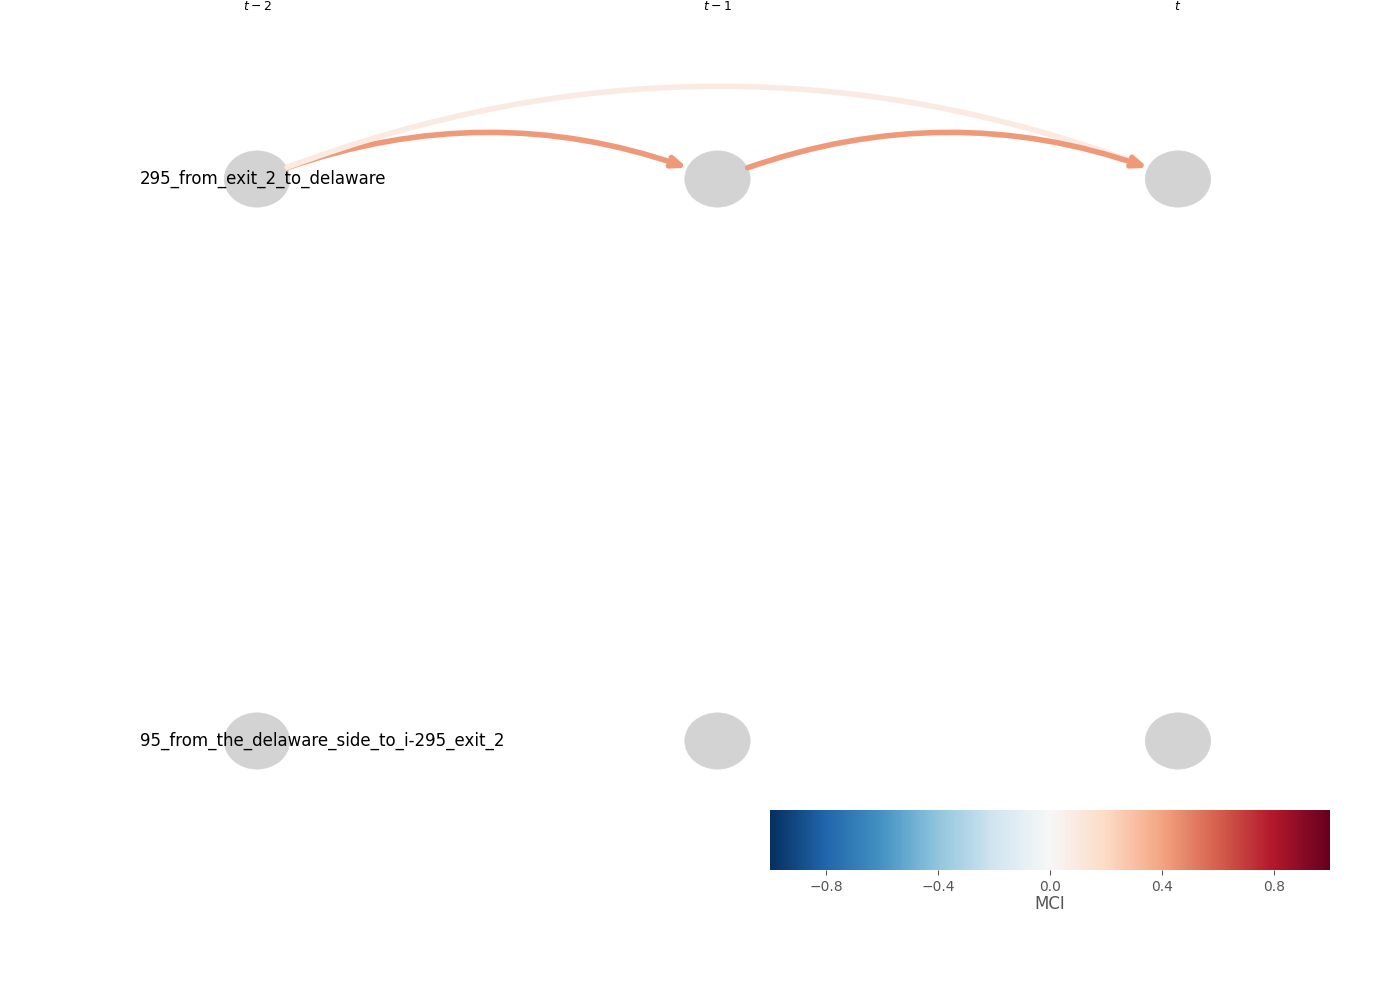 t − 2
t − 1
t
295_from_exit_2_to_delaware
95_from_the_delaware_side_to_i-295_exit_2
−0.8
−0.4
0.0
0.4
0.8
MCI